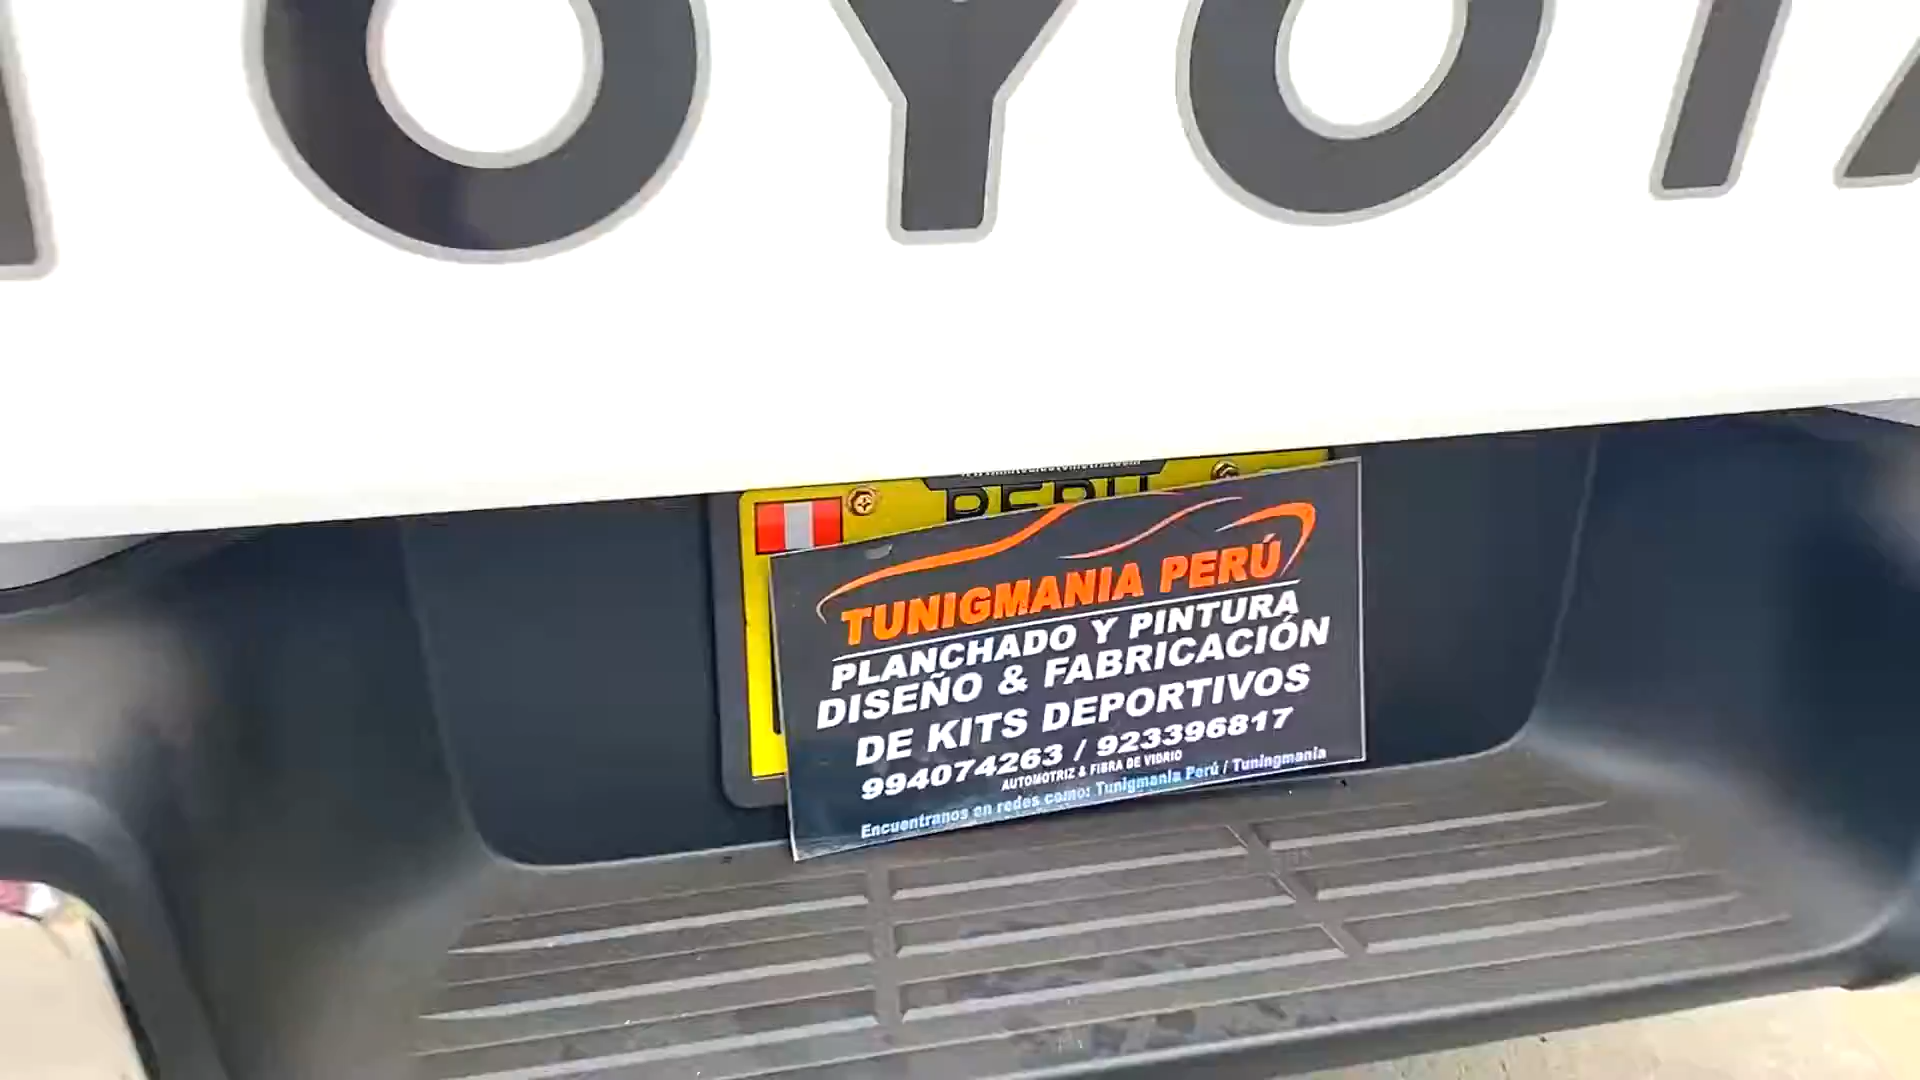 TOYOTA
PERU
TUNIGMANIA PERÚ
PLANCHADO Y PINTURA
DISEÑO & FABRICACIÓN
DE KITS DEPORTIVOS
994074263 / 923396817
AUTOMOTRIZ & FIBRA DE VIDRIO
Encuentranos en redes como: Tunigmania Perú / Tuningmania